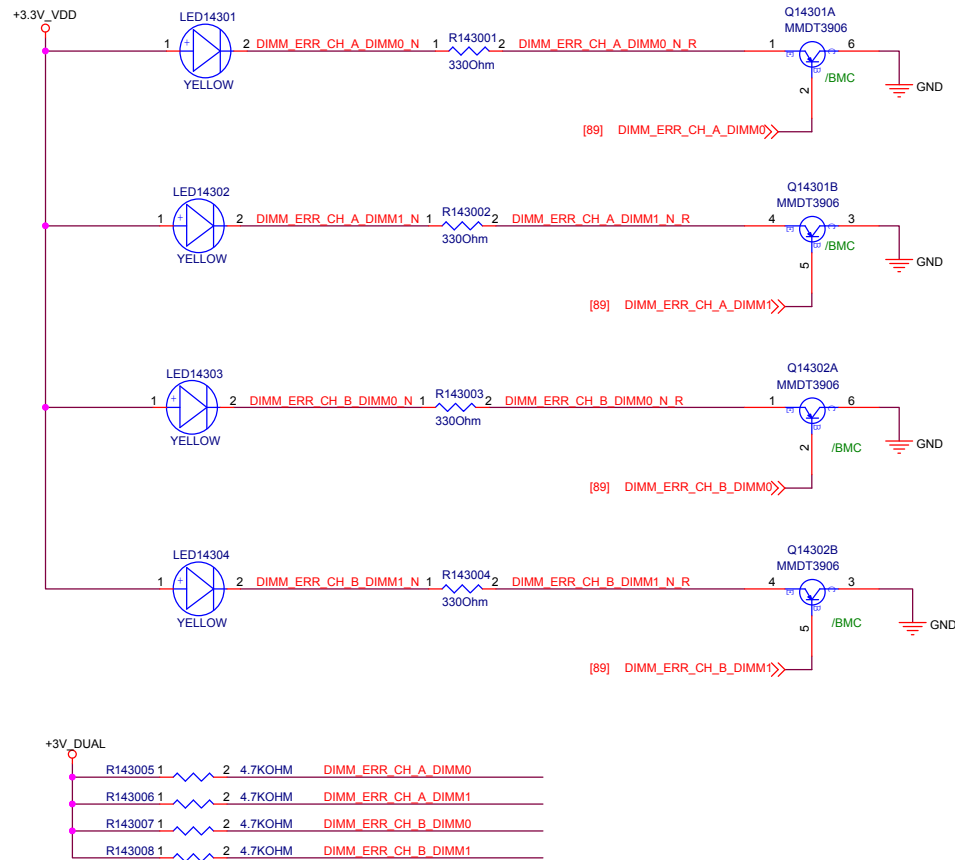 +3.3V_VDD
LED14301
Q14301A
MMDT3906
1 2 DIMM_ERR_CH_A_DIMM0_N 1 R143001 2 DIMM_ERR_CH_A_DIMM0_N_R 1 E C 6
YELLOW
330Ohm
B
/BMC
2
GND
[89] DIMM_ERR_CH_A_DIMM0
LED14302
Q14301B
MMDT3906
1 2 DIMM_ERR_CH_A_DIMM1_N 1 R143002 2 DIMM_ERR_CH_A_DIMM1_N_R 4 E C 3
YELLOW
330Ohm
B
/BMC
5
GND
[89] DIMM_ERR_CH_A_DIMM1
LED14303
Q14302A
MMDT3906
1 2 DIMM_ERR_CH_B_DIMM0_N 1 R143003 2 DIMM_ERR_CH_B_DIMM0_N_R 1 E C 6
YELLOW
330Ohm
B
/BMC
2
GND
[89] DIMM_ERR_CH_B_DIMM0
LED14304
Q14302B
MMDT3906
1 2 DIMM_ERR_CH_B_DIMM1_N 1 R143004 2 DIMM_ERR_CH_B_DIMM1_N_R 4 E C 3
YELLOW
330Ohm
B
/BMC
5
GND
[89] DIMM_ERR_CH_B_DIMM1
+3V_DUAL
R143005 1 2 4.7KOHM DIMM_ERR_CH_A_DIMM0
R143006 1 2 4.7KOHM DIMM_ERR_CH_A_DIMM1
R143007 1 2 4.7KOHM DIMM_ERR_CH_B_DIMM0
R143008 1 2 4.7KOHM DIMM_ERR_CH_B_DIMM1